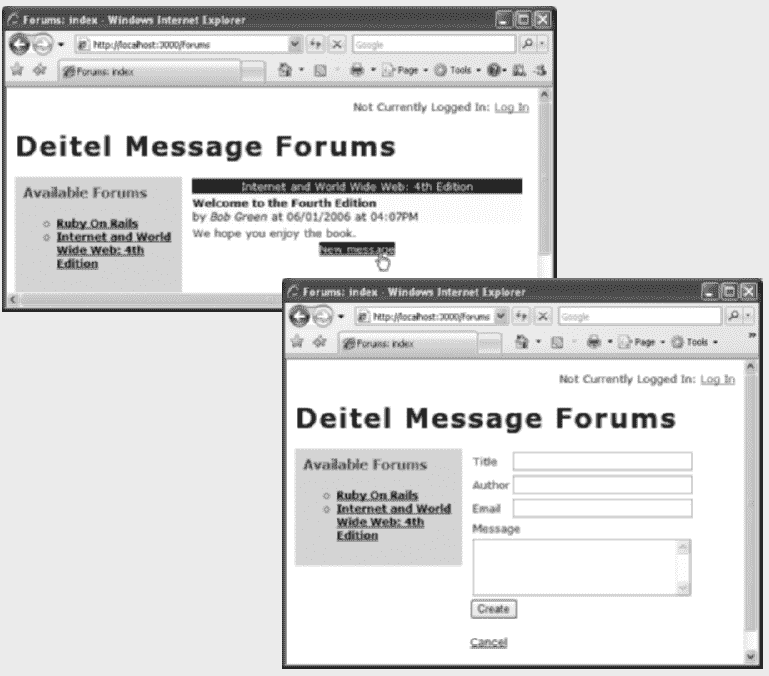 Forums: index - Windows Internet Explorer
http://localhost:3000/forums
Google
Forums: index
Page
Tools
Not Currently Logged In: Log In
Deitel Message Forums
Available Forums
Ruby On Rails
Internet and World
Wide Web: 4th
Edition
Internet and World Wide Web: 4th Edition
Welcome to the Fourth Edition
by Bob Green at 06/01/2006 at 04:07PM
We hope you enjoy the book.
New message
Forums: index - Windows Internet Explorer
http://localhost:3000/forums
Google
Forums: index
Page
Tools
Not Currently Logged In: Log In
Deitel Message Forums
Available Forums
Ruby On Rails
Internet and World
Wide Web: 4th
Edition
Title
Author
Email
Message
Create
Cancel